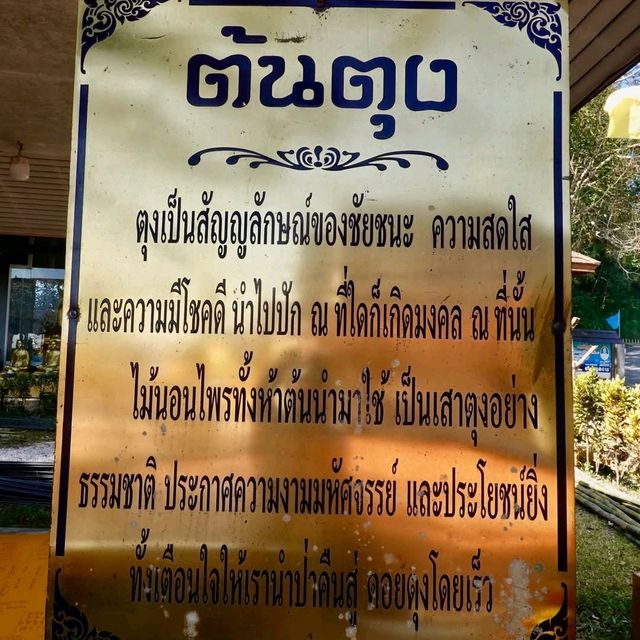 ต้นตุง
ตุงเป็นสัญญูลักษณ์ของชัยชนะ ความสดใส
และความมีโชคดี นำไปปัก ณ ที่ใดก็เกิดมงคล ณ ที่นั้น
ไม้นอนไพรทั้งห้าต้นนำมาใช้ เป็นเสาตุงอย่าง
ธรรมชาติ ประกาศความงามมหัศจรรย์ และประโยชน์ยิ่ง
ทั้งเตือนใจให้เรานำป่าคืนสู่ ดอยตุงโดยเร็ว